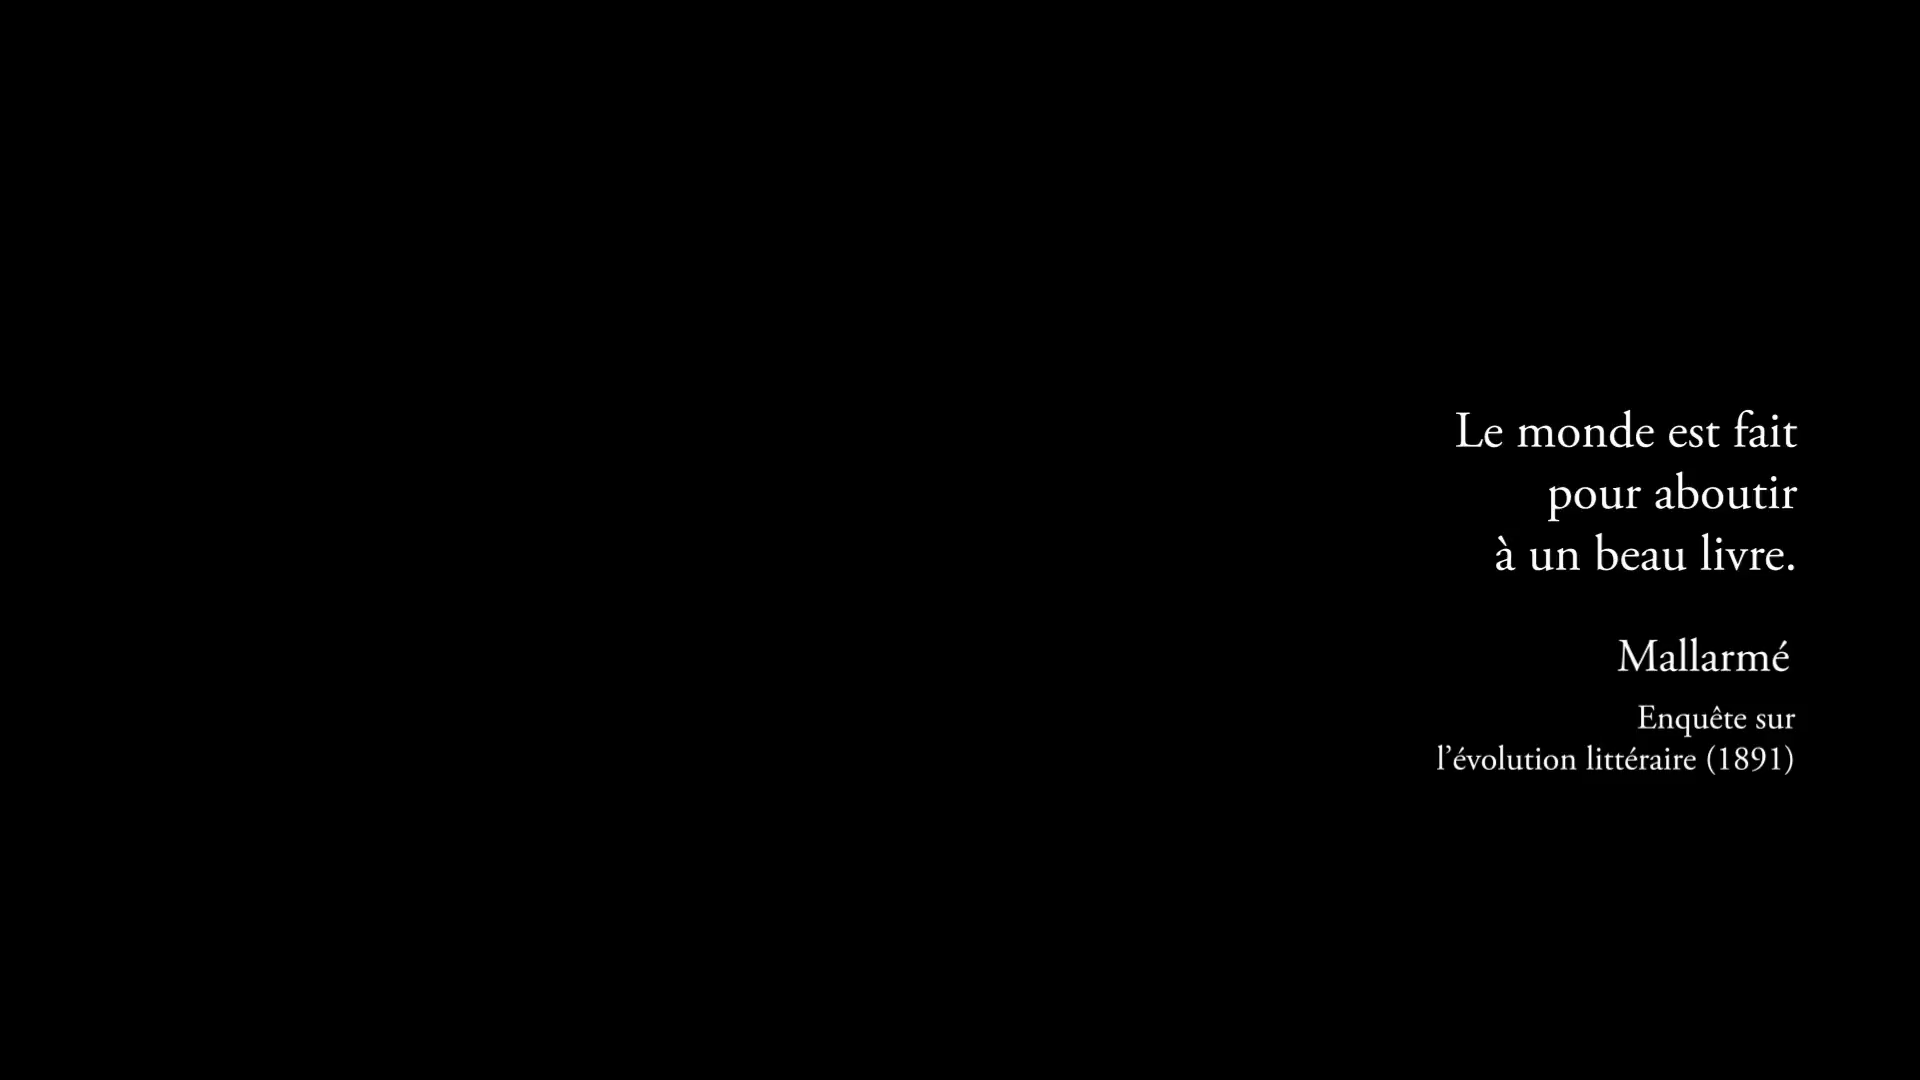 Le monde est fait
pour aboutir
à un beau livre.
Mallarmé
Enquête sur
l’évolution littéraire (1891)